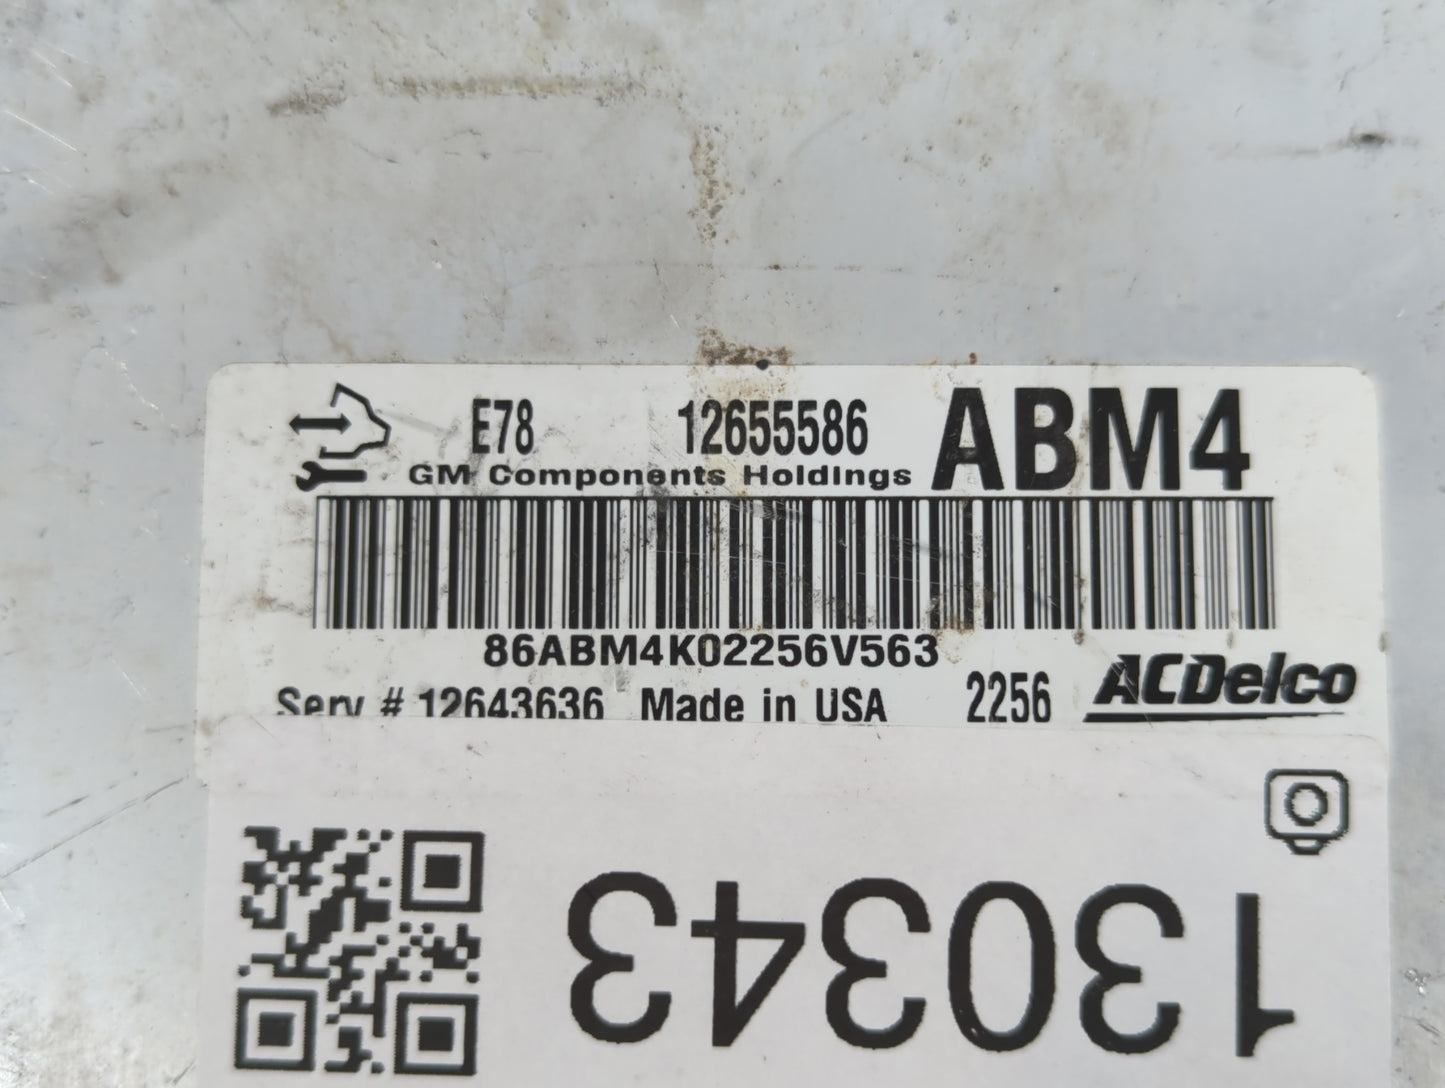 E78 12655586 ABM4
GM Components Holdings
86ABM4K02256V563
Serv # 12643636 Made in USA 2256 ACDelco
130343